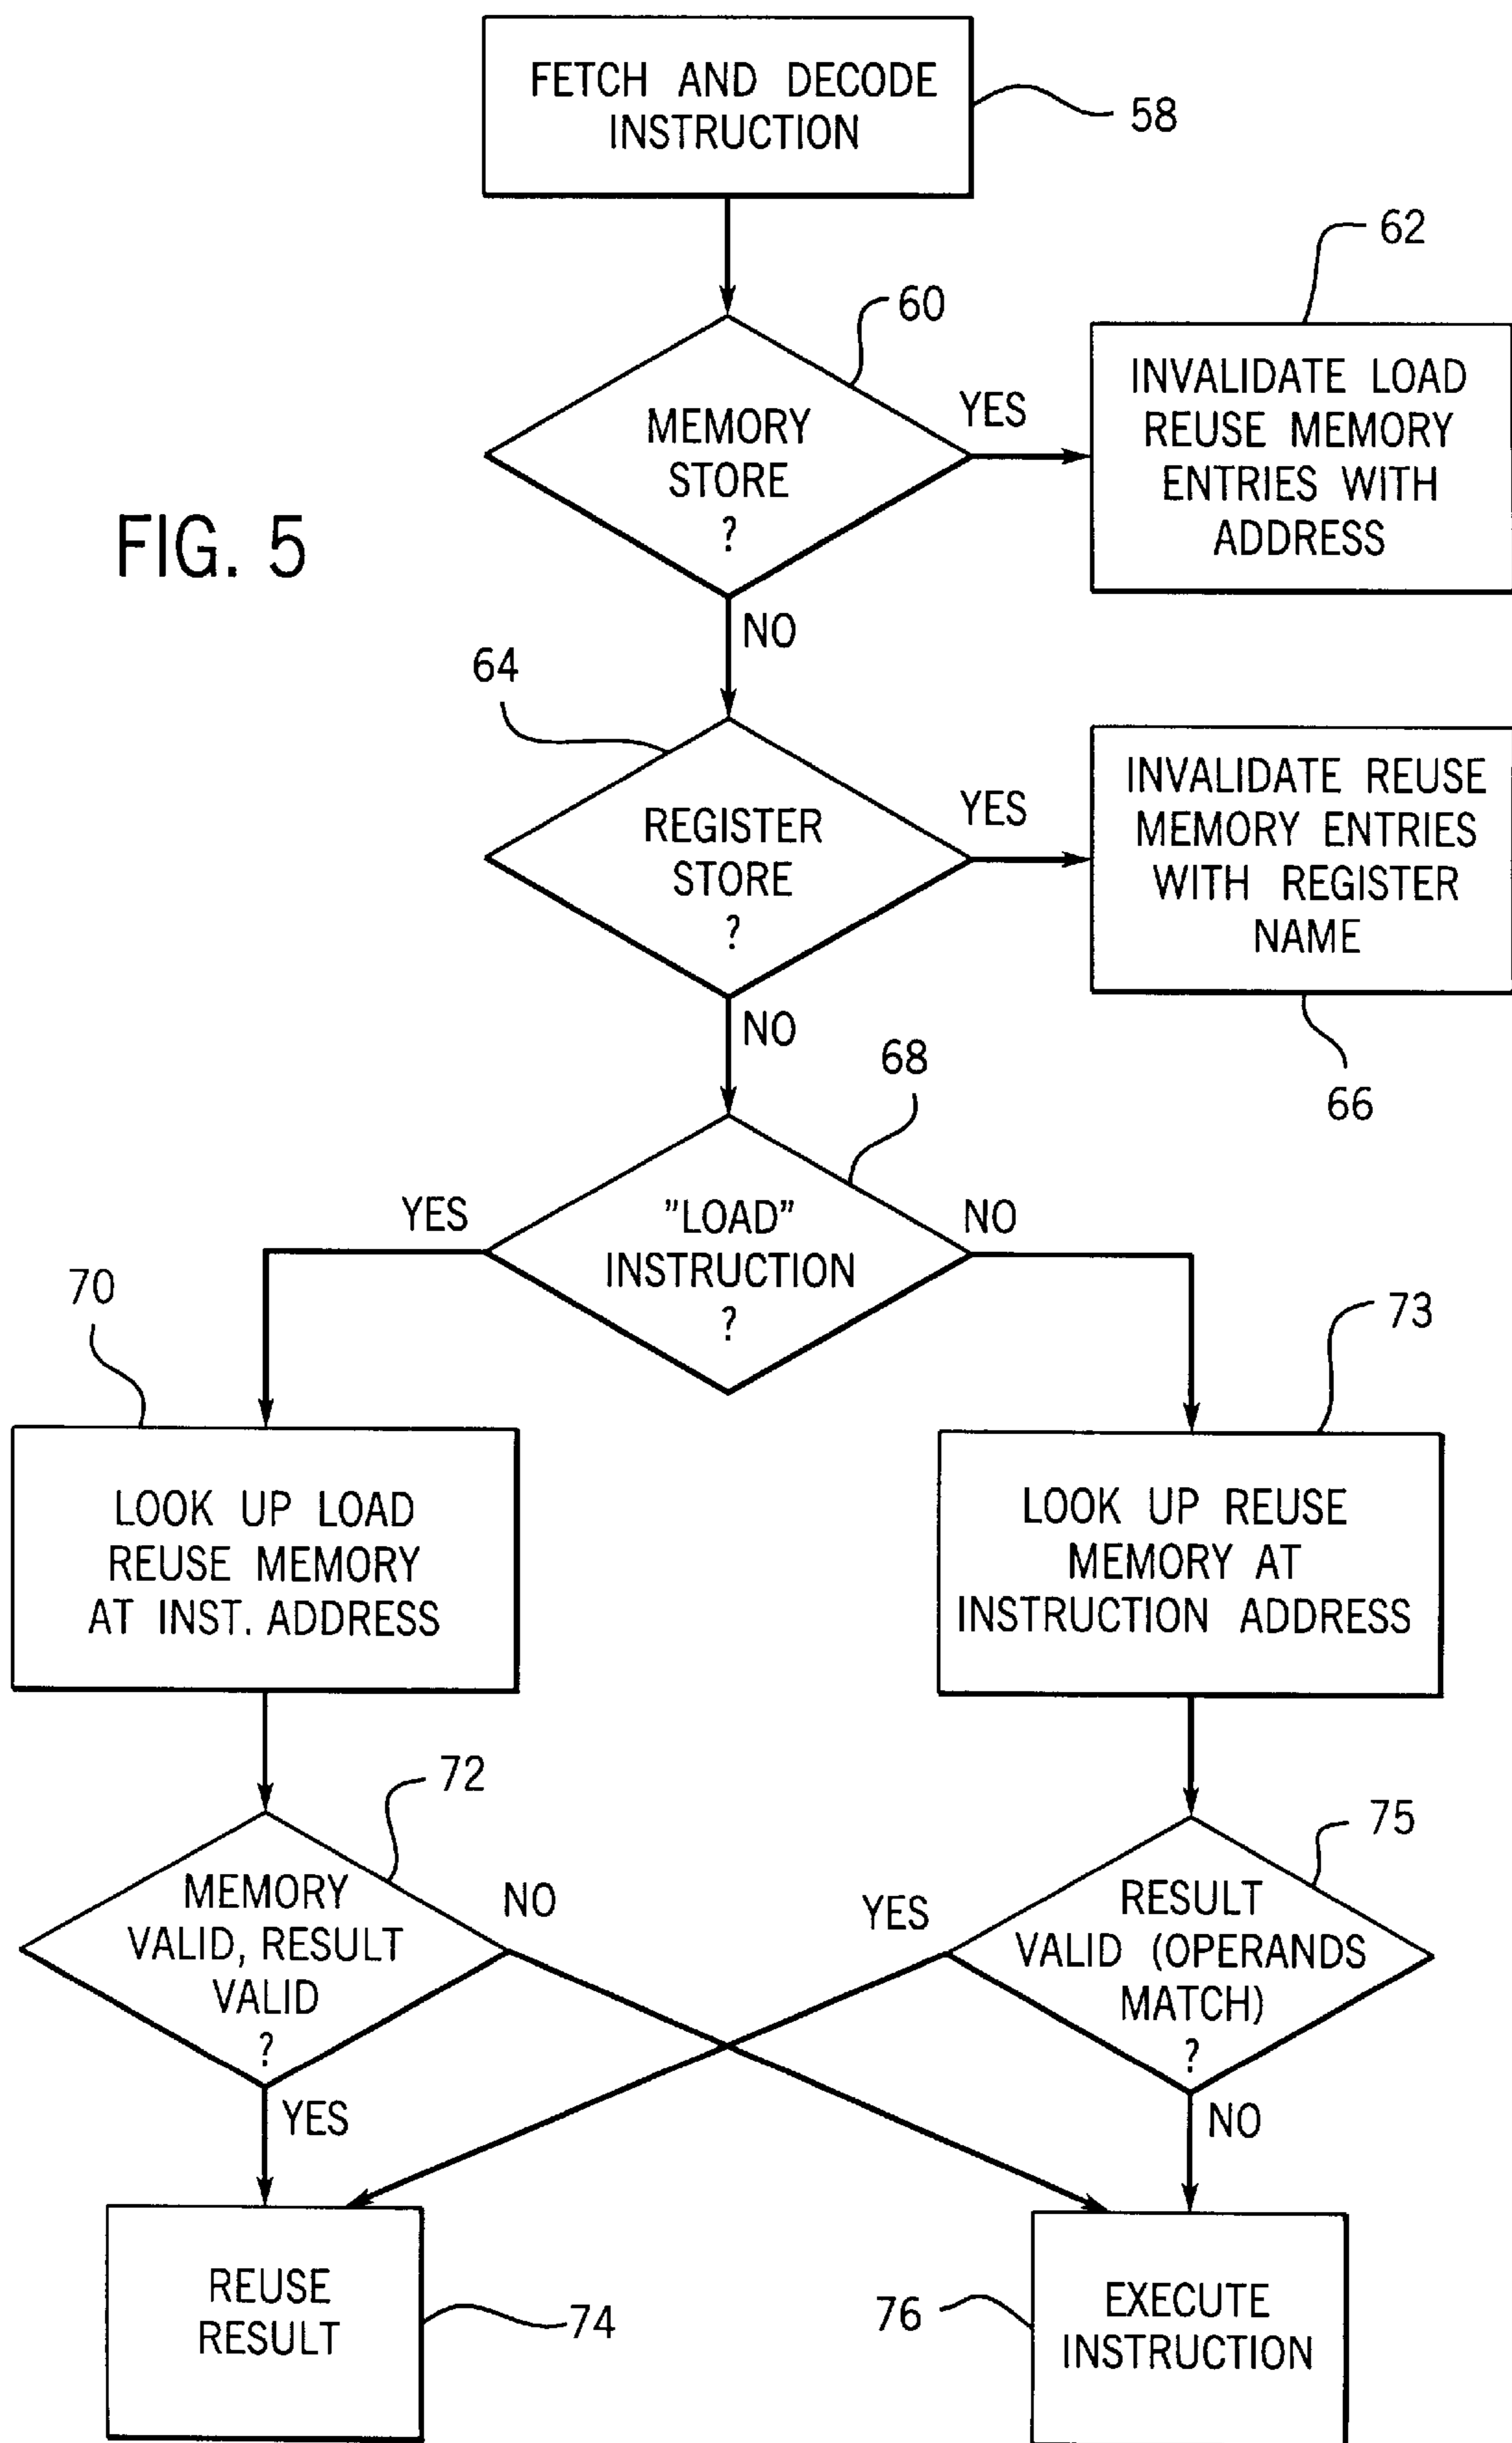 FETCH AND DECODE
INSTRUCTION
58
62
60
INVALIDATE LOAD
REUSE MEMORY
ENTRIES WITH
ADDRESS
YES
MEMORY
STORE
?
FIG. 5
NO
64
INVALIDATE REUSE
MEMORY ENTRIES
WITH REGISTER
NAME
YES
REGISTER
STORE
?
NO
68
66
YES
"LOAD"
INSTRUCTION
?
NO
70
73
LOOK UP LOAD
REUSE MEMORY
AT INST. ADDRESS
LOOK UP REUSE
MEMORY AT
INSTRUCTION ADDRESS
72
75
MEMORY
VALID, RESULT
VALID
?
NO
YES
RESULT
VALID (OPERANDS
MATCH)
?
YES
NO
REUSE
RESULT
74
76
EXECUTE
INSTRUCTION